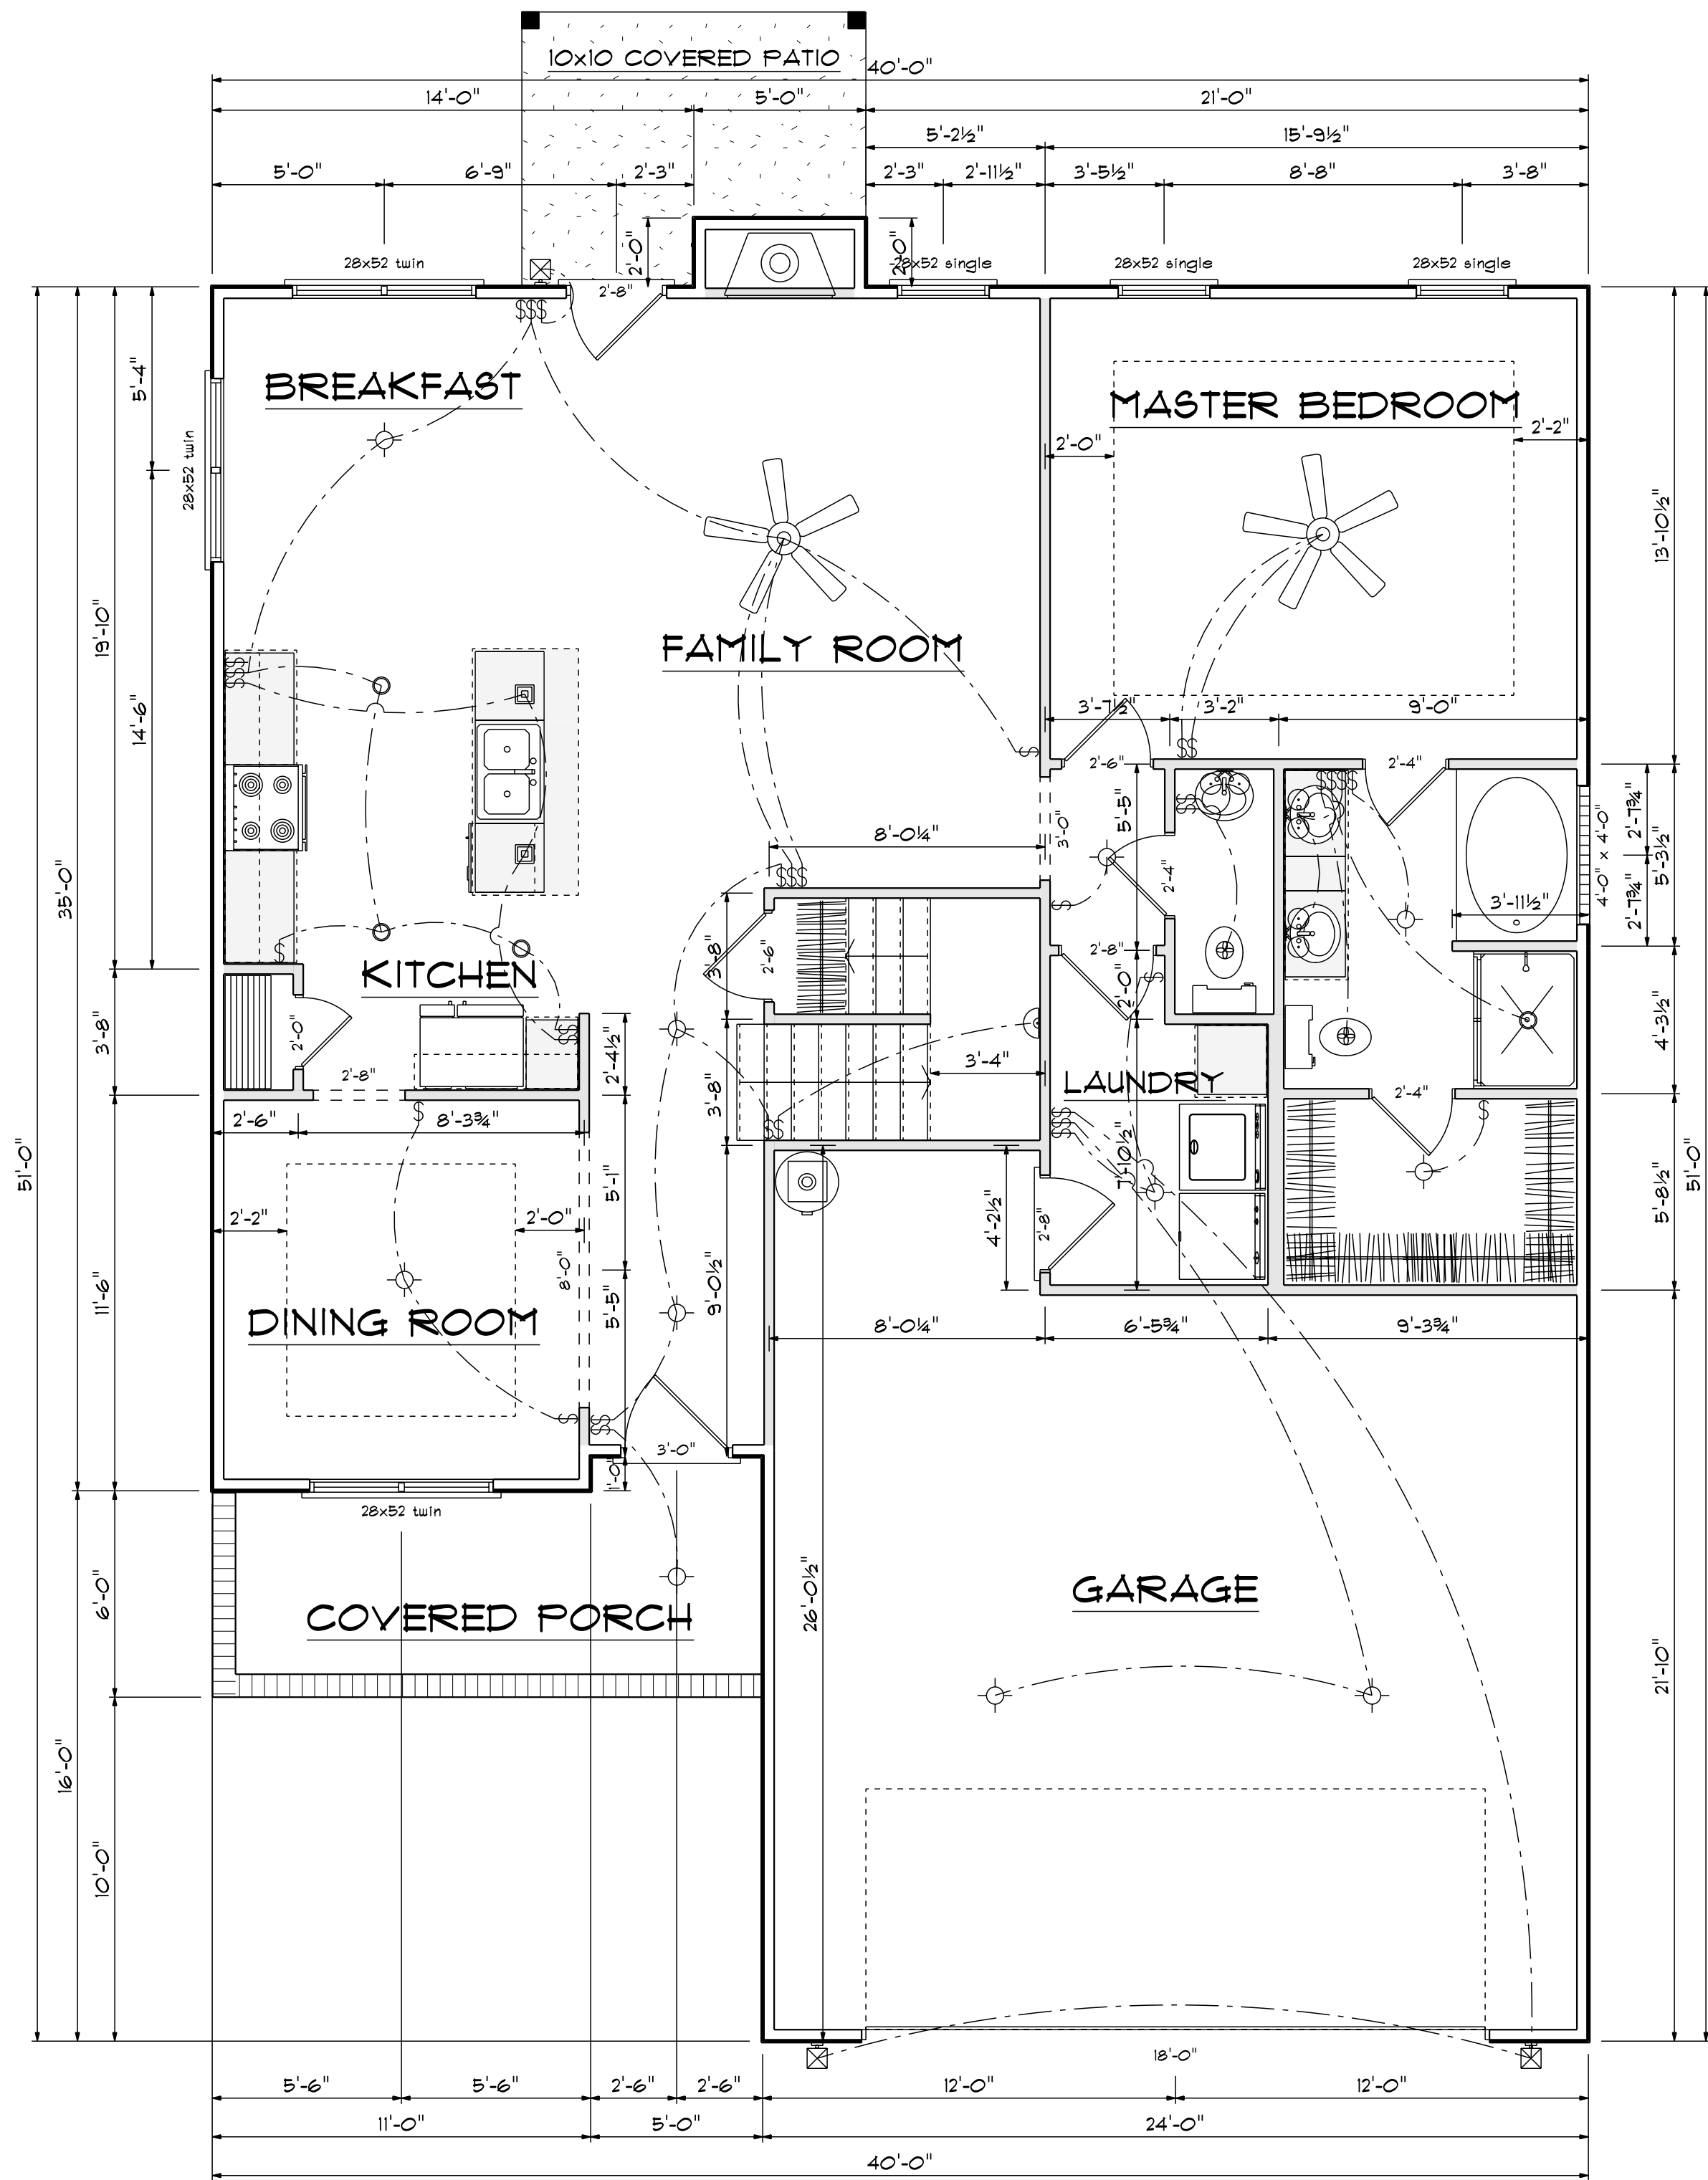 10x10 COVERED PATIO
40'-0"
14'-0" 5'-0" 21'-0"
5'-2½" 15'-9½"
5'-0" 6'-9" 2'-3" 2'-3" 2'-11½" 3'-5½" 8'-8" 3'-8"
2'-0" 2'-0"
28x52 twin 28x52 single 28x52 single 28x52 single
2'-8"
$$$
5'-4"
BREAKFAST MASTER BEDROOM
2'-0" 2'-2"
28x52 twin
13'-10½"
19'-10"
FAMILY ROOM
14'-6"
3'-7½" 3'-2" 9'-0"
2'-6" 2'-4"
5'-5" 3'-0"
2'-7¾"
4'-0" x 4'-0"
5'-3½"
2'-7¾"
8'-0¼"
35'-0"
2'-4"
3'-11½"
3'-8" 2'-6"
2'-8"
KITCHEN
2'-0"
3'-8"
2'-0"
2'-8"
2'-4½"
3'-8"
3'-4"
4'-3½"
LAUNDRY
2'-4"
2'-6" 8'-3¾"
51'-0"
51'-0"
5'-1"
7'-10½"
2'-2" 2'-0"
4'-2½"
2'-8"
5'-8½"
8'-0"
5'-5"
9'-0½"
11'-6"
DINING ROOM
8'-0¼" 6'-5¾" 9'-3¾"
3'-0"
1'-0"
28x52 twin
6'-0"
26'-0½"
GARAGE
COVERED PORCH
21'-10"
16'-0"
10'-0"
18'-0"
5'-6" 5'-6" 2'-6" 2'-6" 12'-0" 12'-0"
11'-0" 5'-0" 24'-0"
40'-0"